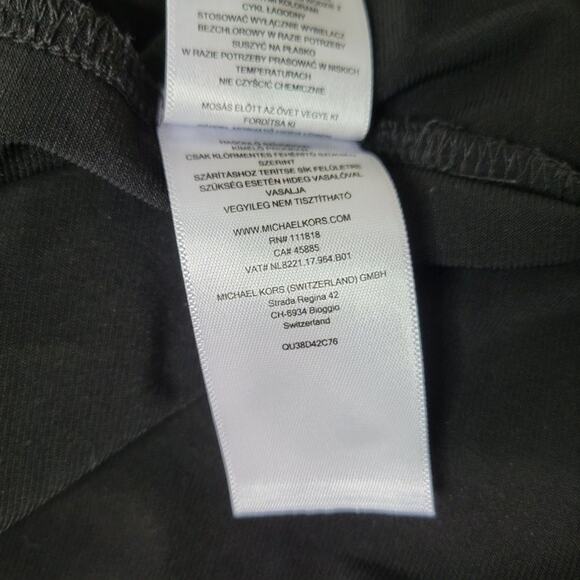 CYKL ŁAGODNY
STOSOWAĆ WYŁĄCZNIE WYBIELACZ
BEZCHLOROWY W RAZIE POTRZEBY
SUSZYĆ NA PŁASKO
W RAZIE POTRZEBY PRASOWAĆ W NISKICH
TEMPERATURACH
NIE CZYŚCIĆ CHEMICZNIE
MOSÁS ELŐTT AZ ÖVET VEGYE KI
FORDÍTSA KI
CSAK KLÓRMENTES FEHÉRÍTŐ
SZERINT
SZÁRÍTÁSHOZ TERÍTSE SÍK FELÜLETRE
SZÜKSÉG ESETÉN HIDEG VASALÓVAL
VASALJA
VEGYILEG NEM TISZTÍTHATÓ
WWW.MICHAELKORS.COM
RN# 111818
CA# 45885
VAT# NL8221.17.964.B01
MICHAEL KORS (SWITZERLAND) GMBH
Strada Regina 42
CH-6934 Bioggio
Switzerland
QU38D42C76